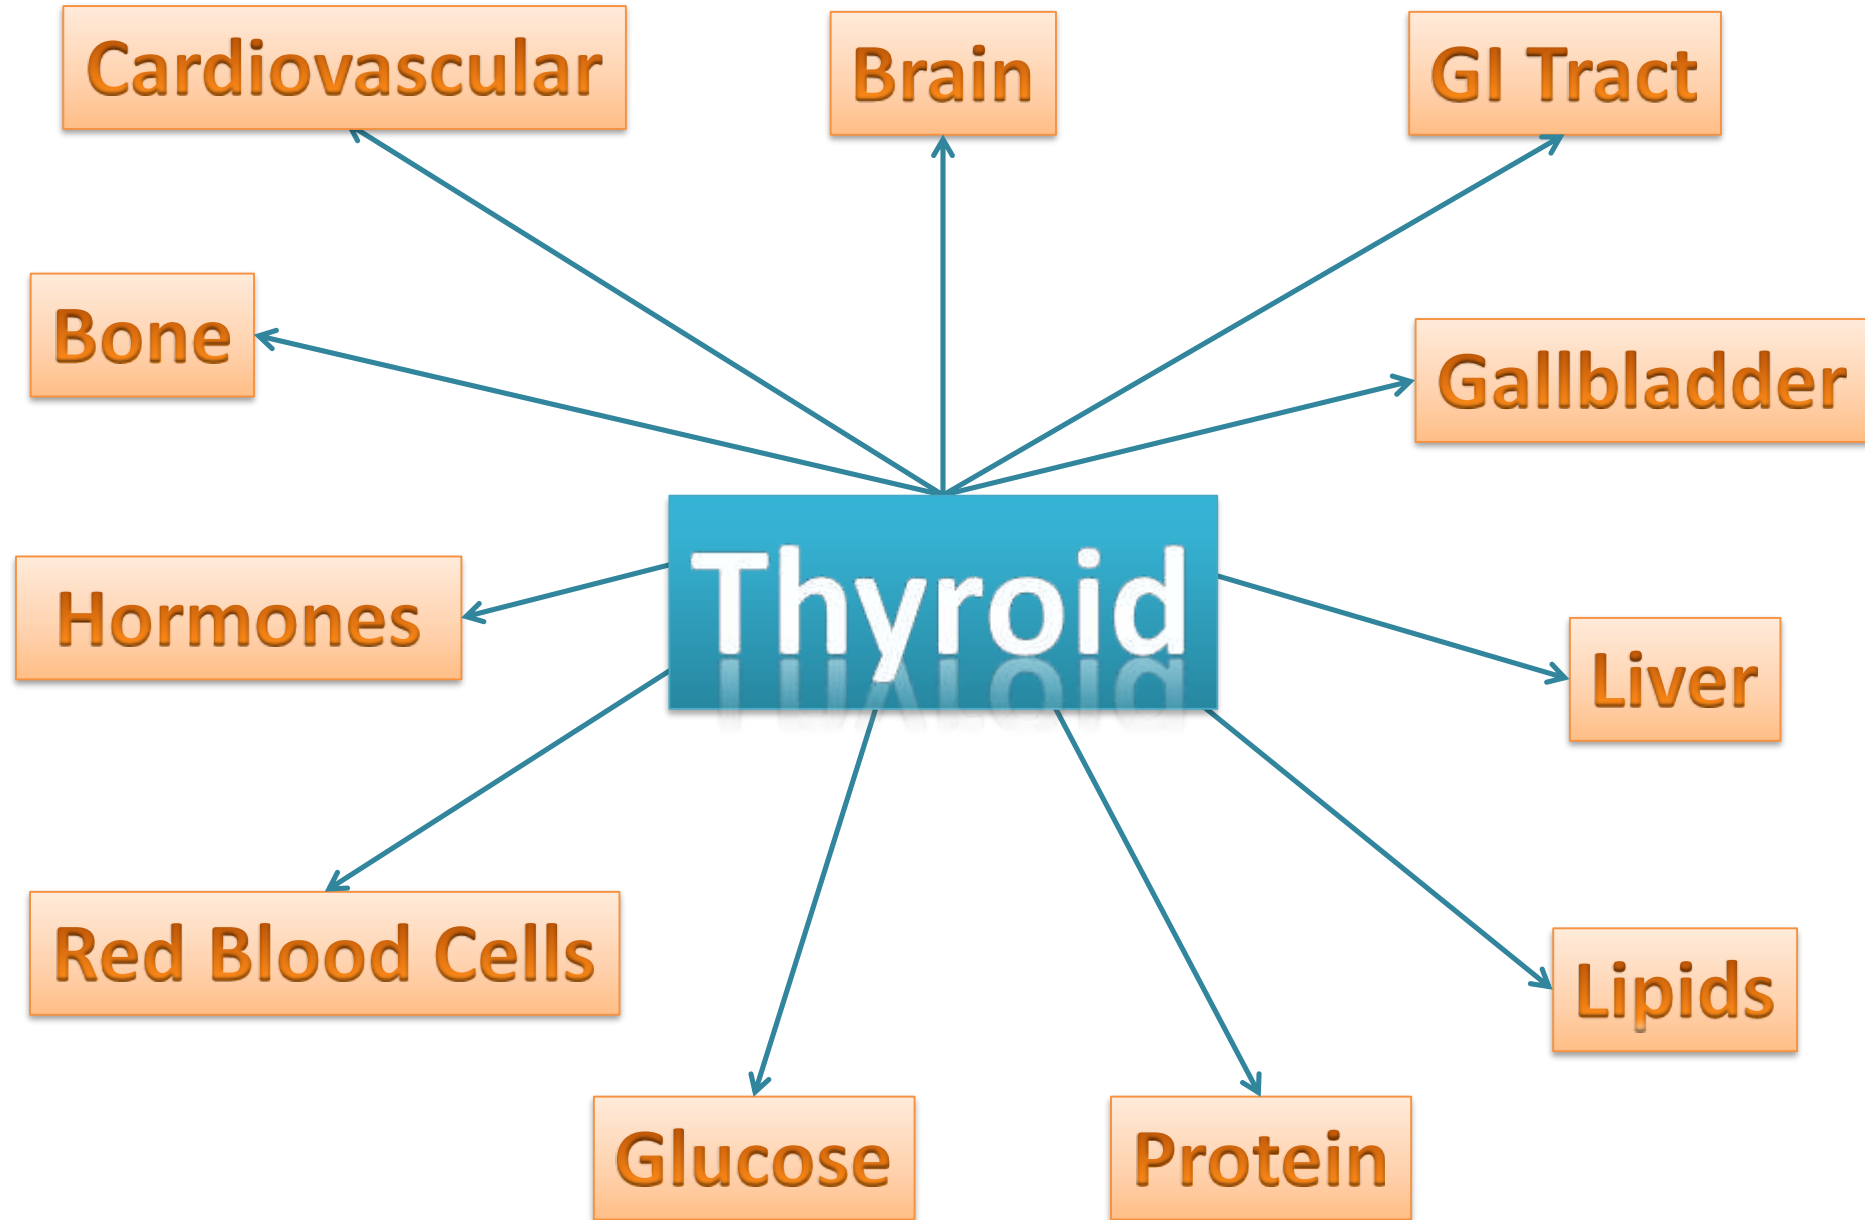 Cardiovascular
Brain
GI Tract
Bone
Gallbladder
Thyroid
Hormones
Liver
Red Blood Cells
Lipids
Glucose
Protein